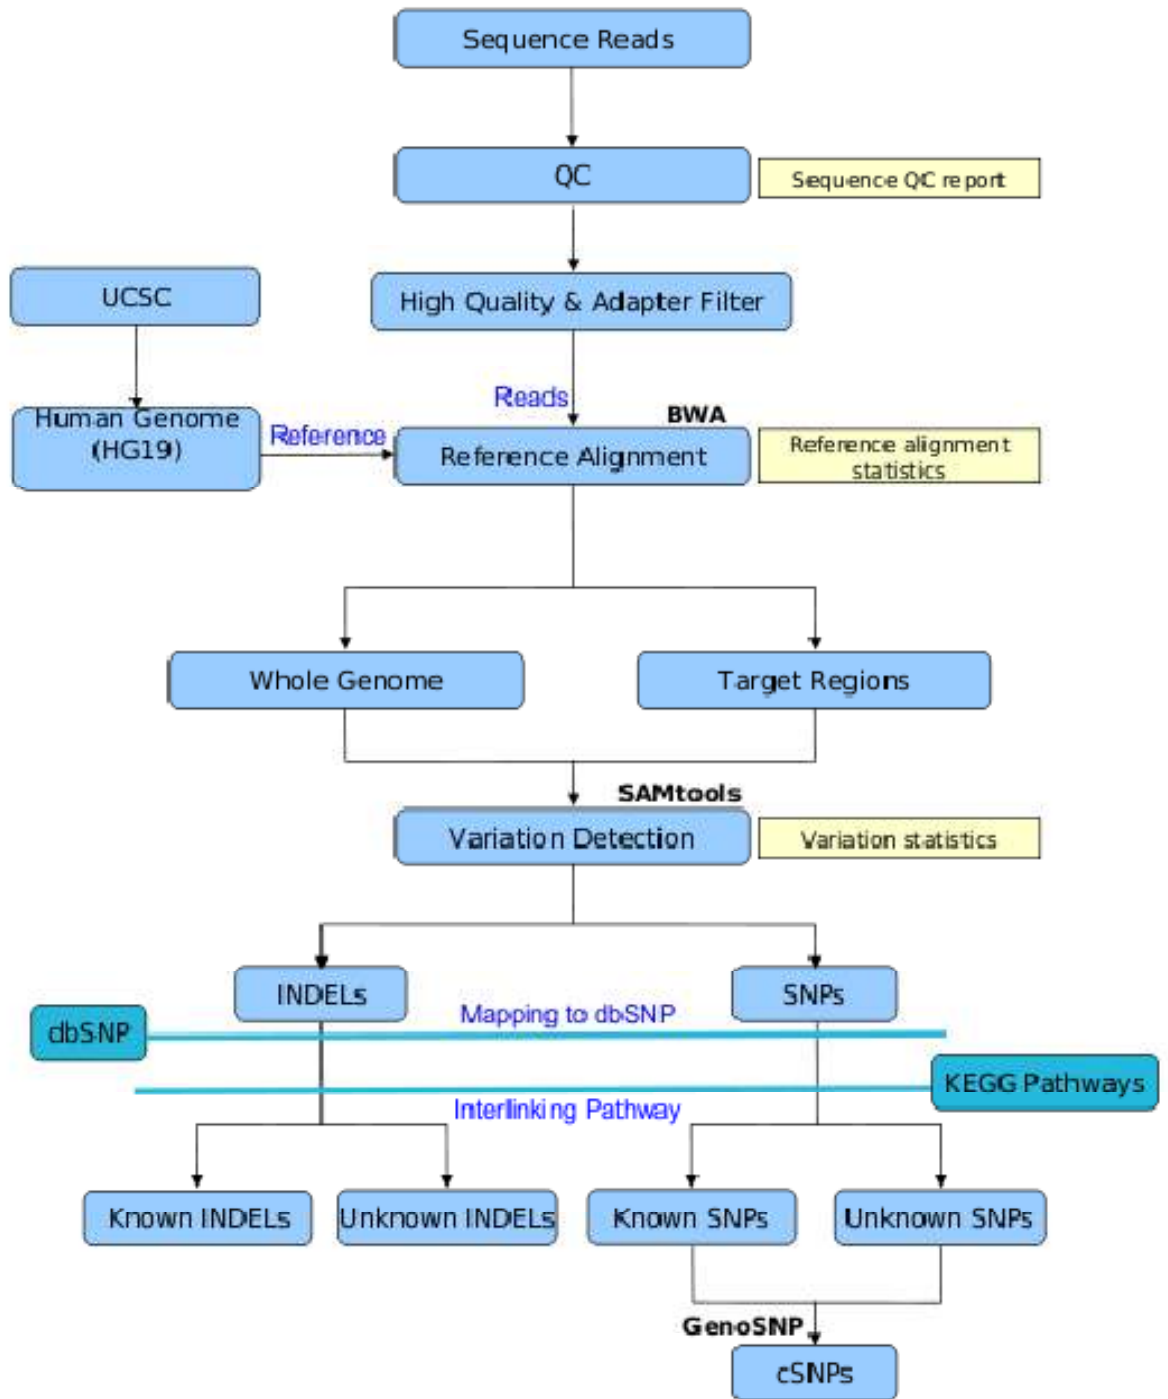 Sequence Reads
QC
Sequence QC report
UCSC
High Quality & Adapter Filter
Reads
BWA
Human Genome
(HG19)
Reference
Reference Alignment
Reference alignment
statistics
Whole Genome
Target Regions
SAMtools
Variation Detection
Variation statistics
INDELs
SNPs
Mapping to dbSNP
dbSNP
KEGG Pathways
Interlinking Pathway
Known INDELs
Unknown INDELs
Known SNPs
Unknown SNPs
GenoSNP
cSNPs